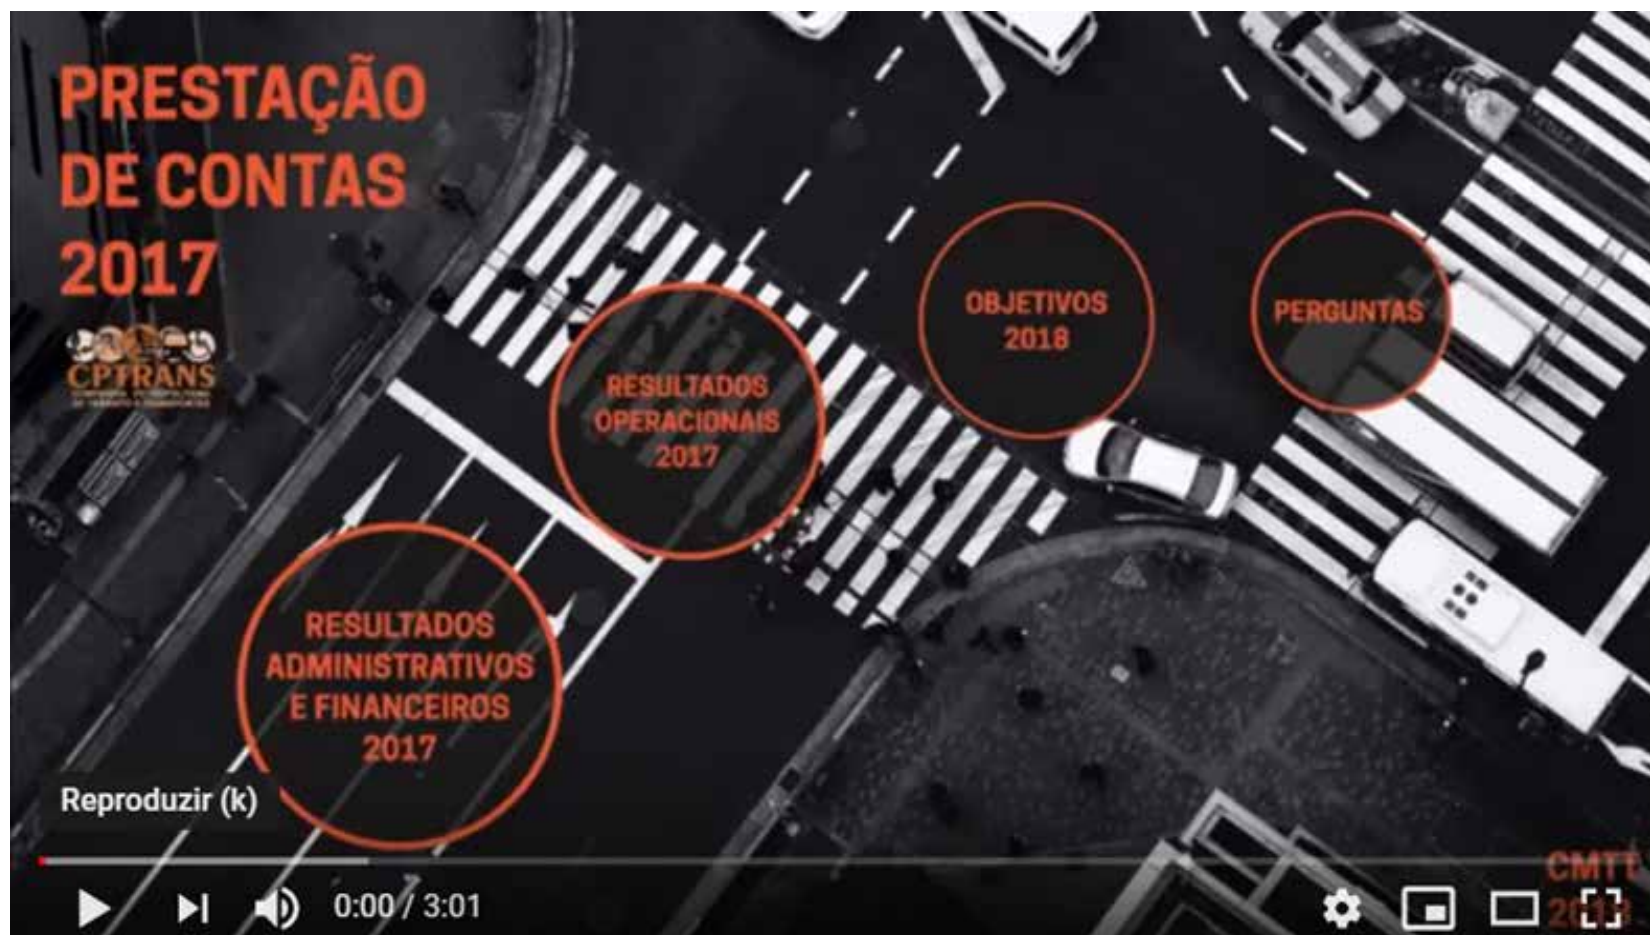 PRESTAÇÃO
DE CONTAS
2017
CPTRANS
OBJETIVOS
2018
PERGUNTAS
RESULTADOS
OPERACIONAIS
2017
RESULTADOS
ADMINISTRATIVOS
E FINANCEIROS
2017
Reproduzir (k)
0:00 / 3:01
CMTT